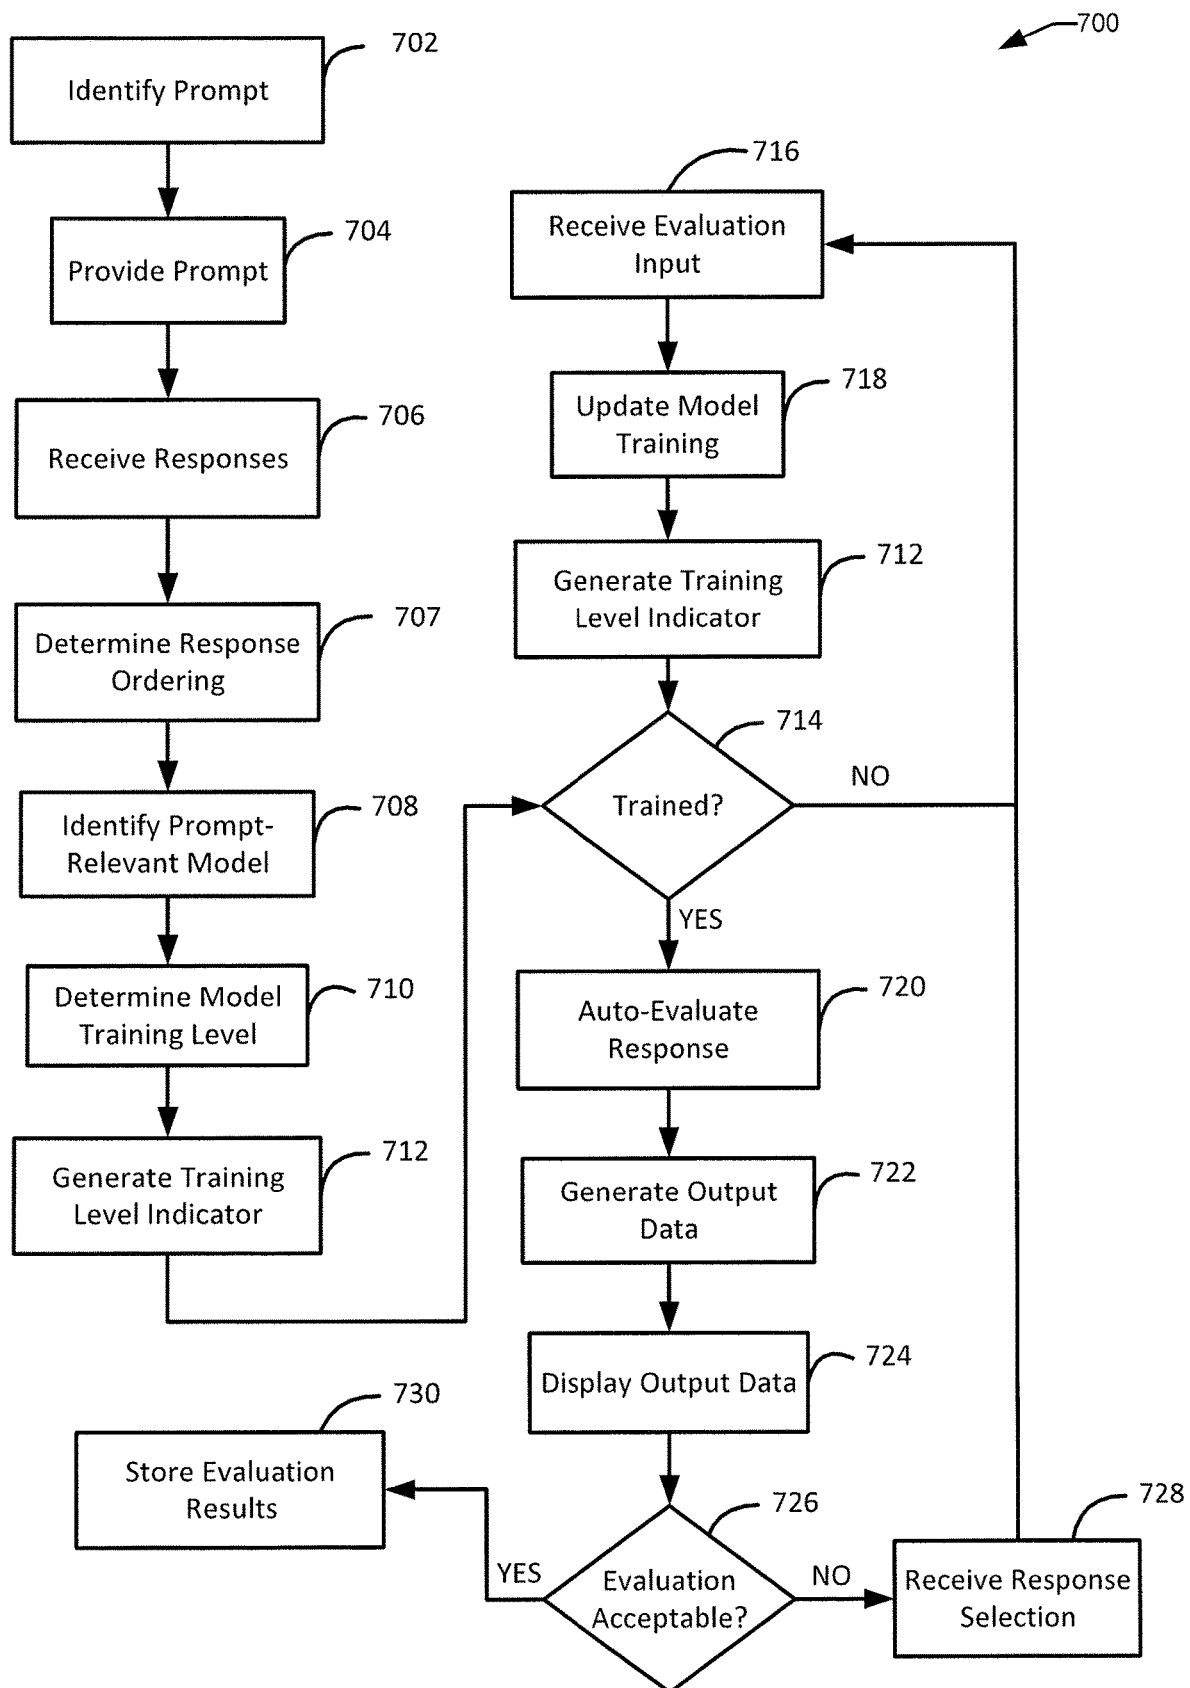 700
702
Identify Prompt
704
Provide Prompt
706
Receive Responses
707
Determine Response
Ordering
708
Identify Prompt-
Relevant Model
710
Determine Model
Training Level
712
Generate Training
Level Indicator
716
Receive Evaluation
Input
718
Update Model
Training
712
Generate Training
Level Indicator
714
Trained?
NO
YES
720
Auto-Evaluate
Response
722
Generate Output
Data
724
Display Output Data
726
Evaluation
Acceptable?
YES
NO
730
Store Evaluation
Results
728
Receive Response
Selection